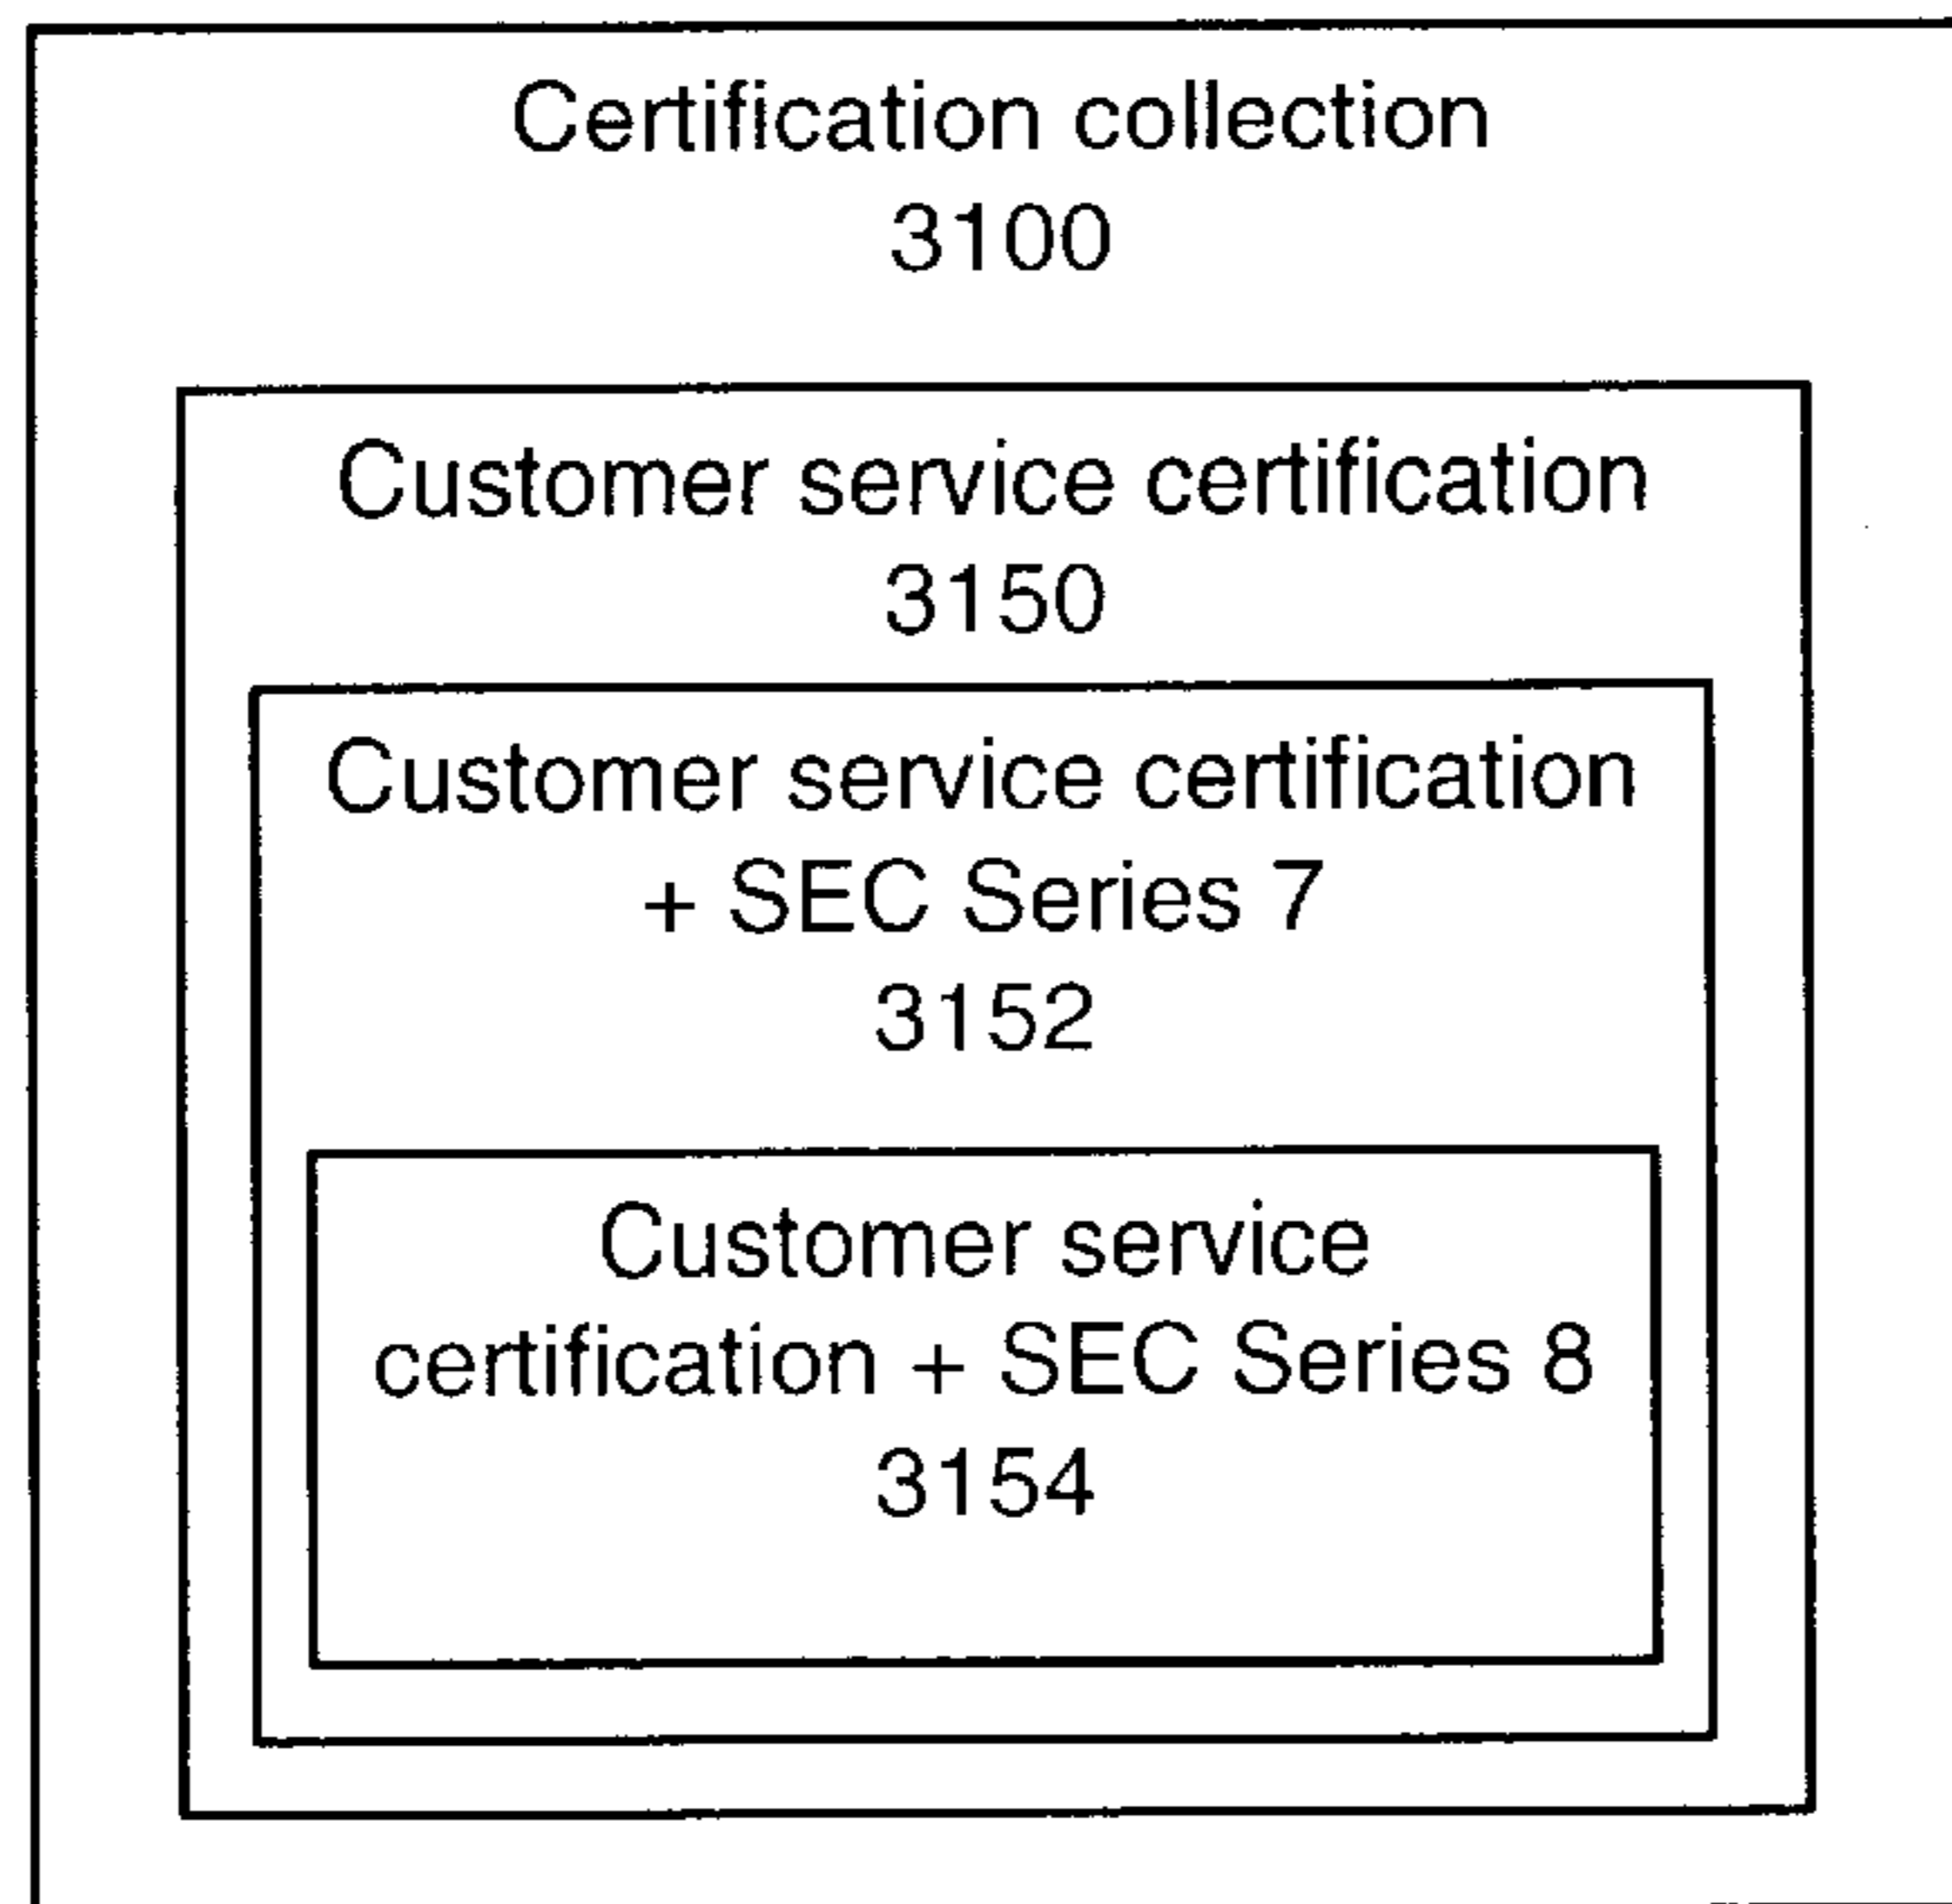 Certification collection
3100
Customer service certification
3150
Customer service certification
+ SEC Series 7
3152
Customer service
certification + SEC Series 8
3154